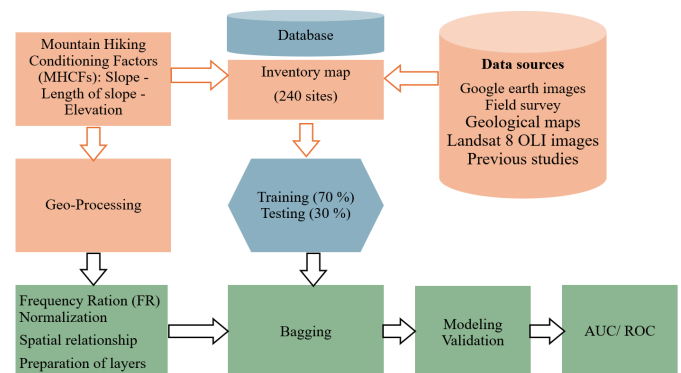 Mountain Hiking
Conditioning Factors
(MHCFs): Slope -
Length of slope -
Elevation
Database
Inventory map
(240 sites)
Data sources
Google earth images
Field survey
Geological maps
Landsat 8 OLI images
Previous studies
Geo-Processing
Training (70 %)
Testing (30 %)
Frequency Ration (FR)
Normalization
Spatial relationship
Preparation of layers
Bagging
Modeling
Validation
AUC/ ROC